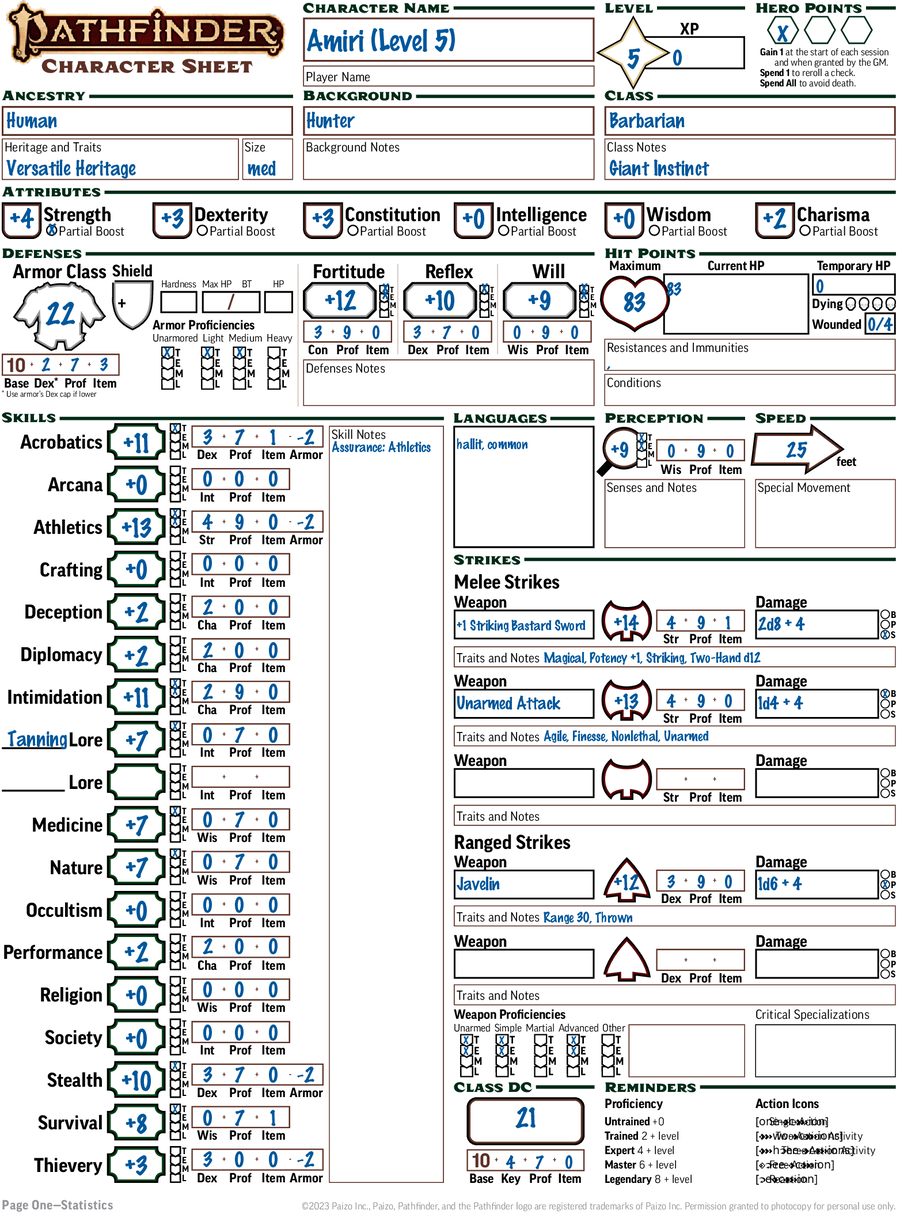 PATHFINDER
CHARACTER SHEET
CHARACTER NAME
Amiri (Level 5)
Player Name
LEVEL
5
XP
0
HERO POINTS
X
Gain 1 at the start of each session
and when granted by the GM.
Spend 1 to reroll a check.
Spend All to avoid death.
ANCESTRY
Human
Heritage and Traits
Versatile Heritage
Size
med
BACKGROUND
Hunter
Background Notes
CLASS
Barbarian
Class Notes
Giant Instinct
ATTRIBUTES
+4 Strength
X Partial Boost
+3 Dexterity
Partial Boost
+3 Constitution
Partial Boost
+0 Intelligence
Partial Boost
+0 Wisdom
Partial Boost
+2 Charisma
Partial Boost
DEFENSES
Armor Class
22
10 + 2 + 7 + 3
Base Dex* Prof Item
* Use armor's Dex cap if lower
Shield
+
Hardness Max HP BT HP
/
Armor Proficiencies
Unarmored Light Medium Heavy
X T X T X T T
E E E E
M M M M
L L L L
Fortitude
+12
X T
X E
M
L
3 + 9 + 0
Con Prof Item
Reflex
+10
X T
E
M
L
3 + 7 + 0
Dex Prof Item
Will
+9
X T
X E
M
L
0 + 9 + 0
Wis Prof Item
Defenses Notes
HIT POINTS
Maximum
83
Current HP
83
Temporary HP
0
Dying
Wounded 0/4
Resistances and Immunities
,
Conditions
SKILLS
Acrobatics +11 X T E M L 3 + 7 + 1 - -2
Dex Prof Item Armor
Arcana +0 T E M L 0 + 0 + 0
Int Prof Item
Athletics +13 X T X E M L 4 + 9 + 0 - -2
Str Prof Item Armor
Crafting +0 T E M L 0 + 0 + 0
Int Prof Item
Deception +2 T E M L 2 + 0 + 0
Cha Prof Item
Diplomacy +2 T E M L 2 + 0 + 0
Cha Prof Item
Intimidation +11 X T X E M L 2 + 9 + 0
Cha Prof Item
Tanning Lore +7 X T E M L 0 + 7 + 0
Int Prof Item
Lore T E M L + +
Int Prof Item
Medicine +7 X T E M L 0 + 7 + 0
Wis Prof Item
Nature +7 X T E M L 0 + 7 + 0
Wis Prof Item
Occultism +0 T E M L 0 + 0 + 0
Int Prof Item
Performance +2 T E M L 2 + 0 + 0
Cha Prof Item
Religion +0 T E M L 0 + 0 + 0
Wis Prof Item
Society +0 T E M L 0 + 0 + 0
Int Prof Item
Stealth +10 X T E M L 3 + 7 + 0 - -2
Dex Prof Item Armor
Survival +8 X T E M L 0 + 7 + 1
Wis Prof Item
Thievery +3 T E M L 3 + 0 + 0 - -2
Dex Prof Item Armor
Skill Notes
Assurance: Athletics
LANGUAGES
hallit, common
PERCEPTION
+9
X T
X E
M
L
0 + 9 + 0
Wis Prof Item
Senses and Notes
SPEED
25
feet
Special Movement
STRIKES
Melee Strikes
Weapon Damage
+1 Striking Bastard Sword +14 4 + 9 + 1 2d8 + 4 B P X S
Str Prof Item
Traits and Notes Magical, Potency +1, Striking, Two-Hand d12
Weapon Damage
Unarmed Attack +13 4 + 9 + 0 1d4 + 4 X B P S
Str Prof Item
Traits and Notes Agile, Finesse, Nonlethal, Unarmed
Weapon Damage
+ + B P S
Str Prof Item
Traits and Notes
Ranged Strikes
Weapon Damage
Javelin +12 3 + 9 + 0 1d6 + 4 B X P S
Dex Prof Item
Traits and Notes Range 30, Thrown
Weapon Damage
+ + B P S
Dex Prof Item
Traits and Notes
Weapon Proficiencies
Unarmed Simple Martial Advanced Other
X T X T T X T T
X E X E E X E E
M M M M M
L L L L L
Critical Specializations
CLASS DC
21
10 + 4 + 7 + 0
Base Key Prof Item
REMINDERS
Proficiency
Untrained +0
Trained 2 + level
Expert 4 + level
Master 6 + level
Legendary 8 + level
Action Icons
Page One—Statistics
©2023 Paizo Inc., Paizo, Pathfinder, and the Pathfinder logo are registered trademarks of Paizo Inc. Permission granted to photocopy for personal use only.